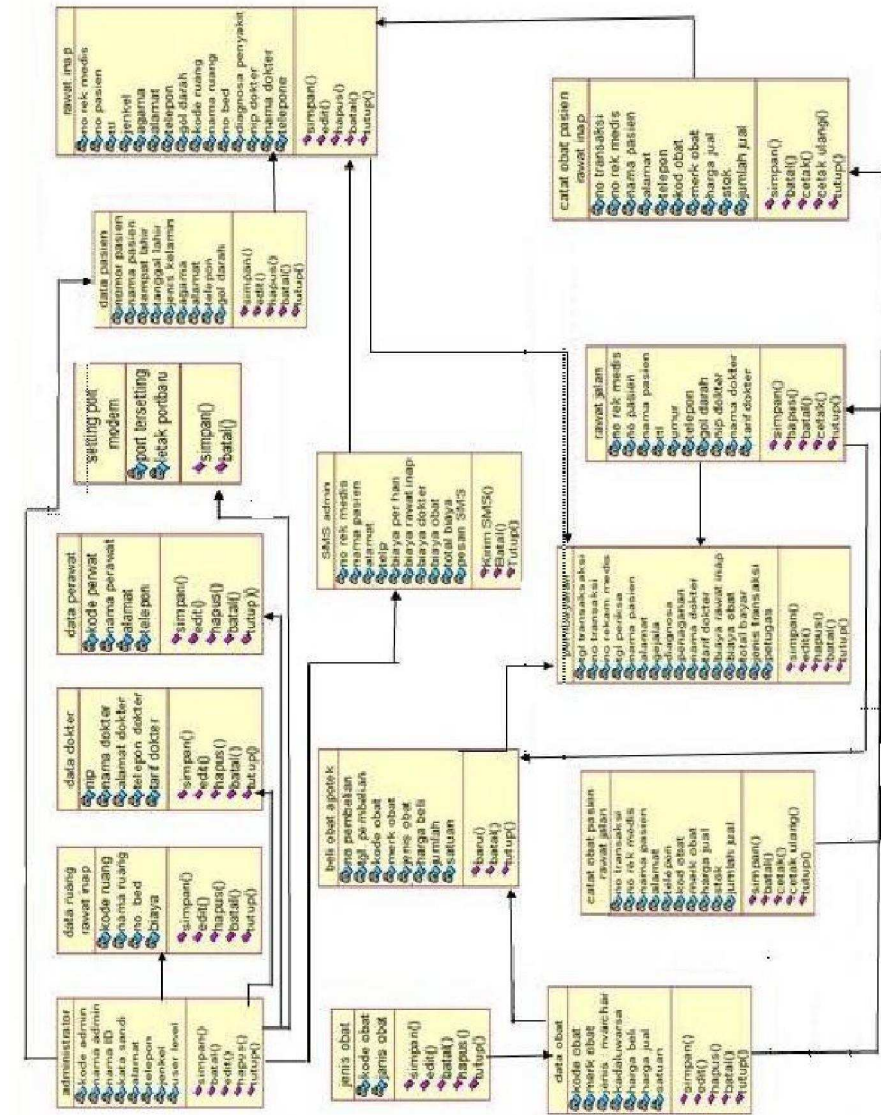 administrator
kode admin
nama admin
nama ID
kata sandi
alamat
telepon
jenkel
user level
simpan()
batal()
edit()
hapus()
tutup()
data ruang
rawat inap
kode ruang
nama ruang
no bed
biaya
simpan()
edit()
hapus()
batal()
tutup()
data dokter
nip
nama dokter
alamat dokter
telepon dokter
tarif dokter
simpan()
edit()
hapus()
batal()
tutup()
data perawat
kode perwat
nama perawat
alamat
telepon
simpan()
edit()
hapus()
batal()
tutup()
setting port
modem
port tersetting
letak portbaru
simpan()
batal()
data pasien
nomor pasien
nama pasien
tempat lahir
tanggal lahir
jenis kelamin
agama
alamat
telepon
gol darah
simpan()
edit()
hapus()
batal()
tutup()
rawat inap
no rek medis
no pasien
ttl
jenkel
agama
alamat
telepon
gol darah
kode ruang
nama ruang
no bed
diagnosa penyakit
nip dokter
nama dokter
telepone
simpan()
edit()
hapus()
batal()
tutup()
jenis obat
kode obat
janis obat
simpan()
edit()
batal()
hapus()
tutup()
beli obat apotek
no pembelian
tgl pembelian
kode obat
merk obat
jenis obat
harga beli
jumlah
satuan
baru()
batal()
tutup()
SMS admin
no rek medis
nama pasien
alamat
telp
biaya per hari
biaya rawat inap
biaya dokter
biaya obat
total biaya
pesan SMS
Kirim SMS()
Batal()
Tutup()
data obat
kode obat
merk obat
jenis : nvarchar
kadaluwarsa
harga beli
harga jual
satuan
simpan()
edit()
hapus()
batal()
tutup()
catat obat pasien
rawat jalan
no transaksi
no rek medis
nama pasien
alamat
telepon
kod obat
merk obat
harga jual
stok
jumlah jual
simpan()
batal()
cetak()
cetak ulang()
tutup()
pembayaran
tgl transaksaksi
no transaksi
no rekam medis
tgl periksa
nama pasien
alamat
gejala
diagnosa
penaganan
nama dokter
tarif dokter
biaya rawat inap
biaya obat
total bayar
jenis transaksi
petugas
simpan()
edit()
hapus()
batal()
tutup()
rawat jalan
no rek medis
no pasien
nama pasien
ttl
umur
telepon
gol darah
nip dokter
nama dokter
tarif dokter
simpan()
hapus()
batal()
cetak()
tutup()
catat obat pasien
rawat inap
no transaksi
no rek medis
nama pasien
alamat
telepon
kod obat
merk obat
harga jual
stok
jumlah jual
simpan()
batal()
cetak()
cetak ulang()
tutup()